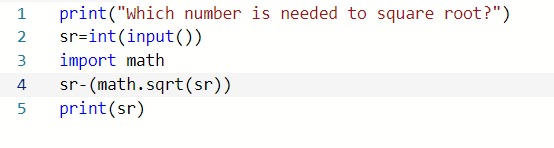 1 print("Which number is needed to square root?")
2 sr=int(input())
3 import math
4 sr-(math.sqrt(sr))
5 print(sr)